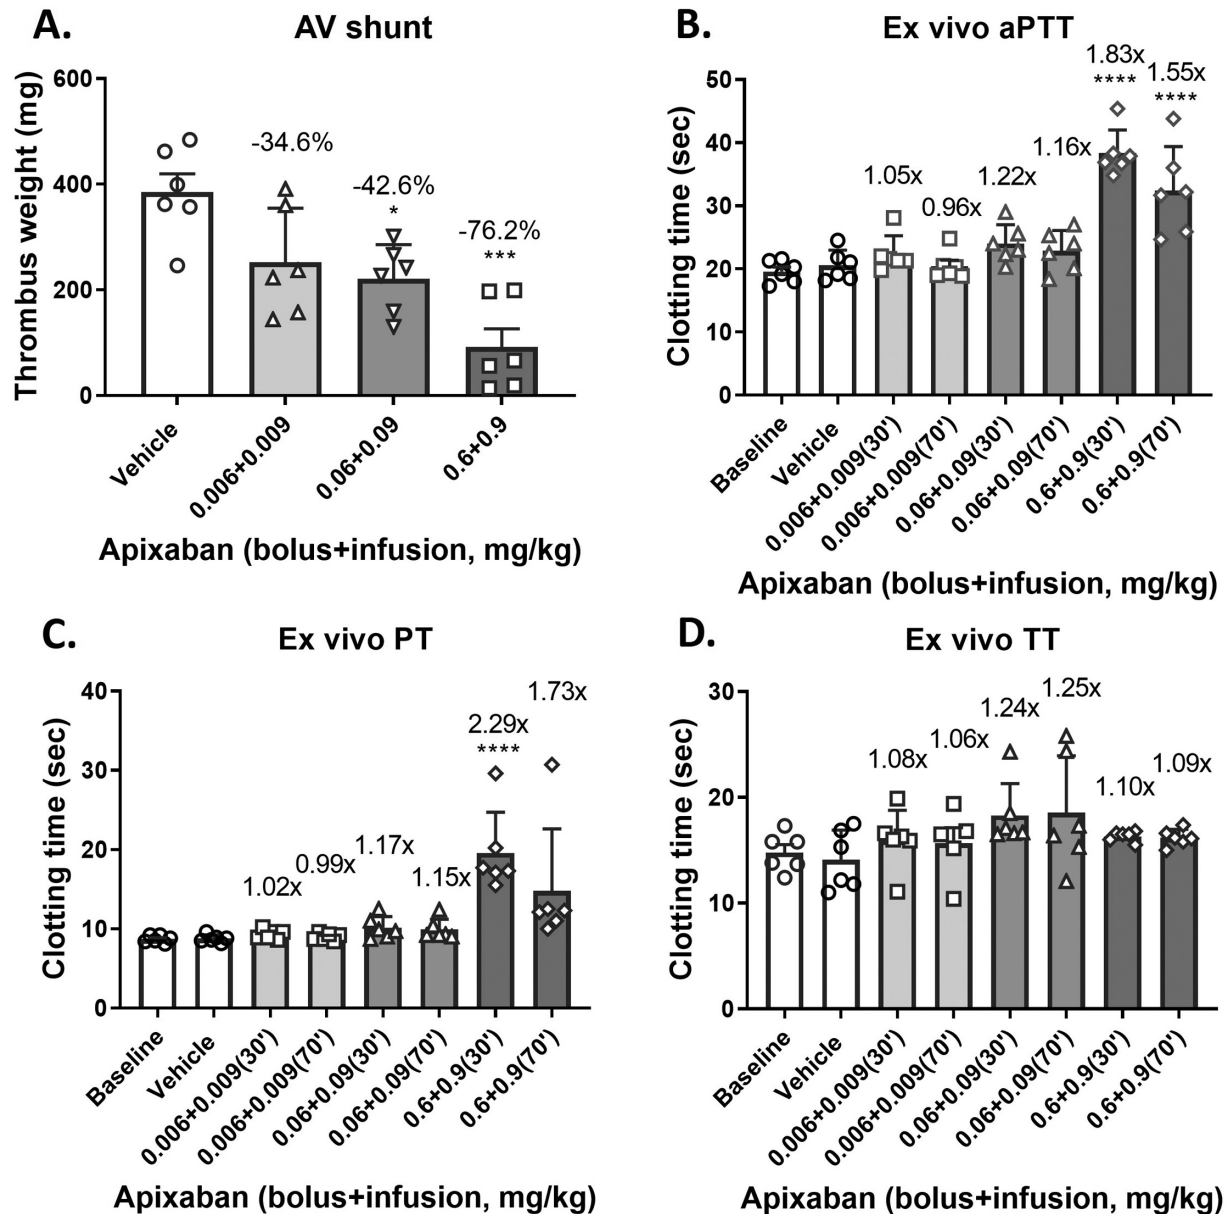 A.
AV shunt
Thrombus weight (mg)
600
400
200
0
-34.6%
-42.6%
*
-76.2%
***
Vehicle
0.006+0.009
0.06+0.09
0.6+0.9
Apixaban (bolus+infusion, mg/kg)
B.
Ex vivo aPTT
Clotting time (sec)
50
40
30
20
10
0
1.05x
0.96x
1.22x
1.16x
1.83x
****
1.55x
****
Baseline
Vehicle
0.006+0.009(30')
0.006+0.009(70')
0.06+0.09(30')
0.06+0.09(70')
0.6+0.9(30')
0.6+0.9(70')
Apixaban (bolus+infusion, mg/kg)
C.
Ex vivo PT
Clotting time (sec)
40
30
20
10
0
1.02x
0.99x
1.17x
1.15x
2.29x
****
1.73x
Baseline
Vehicle
0.006+0.009(30')
0.006+0.009(70')
0.06+0.09(30')
0.06+0.09(70')
0.6+0.9(30')
0.6+0.9(70')
Apixaban (bolus+infusion, mg/kg)
D.
Ex vivo TT
Clotting time (sec)
30
20
10
0
1.08x
1.06x
1.24x
1.25x
1.10x
1.09x
Baseline
Vehicle
0.006+0.009(30')
0.006+0.009(70')
0.06+0.09(30')
0.06+0.09(70')
0.6+0.9(30')
0.6+0.9(70')
Apixaban (bolus+infusion, mg/kg)